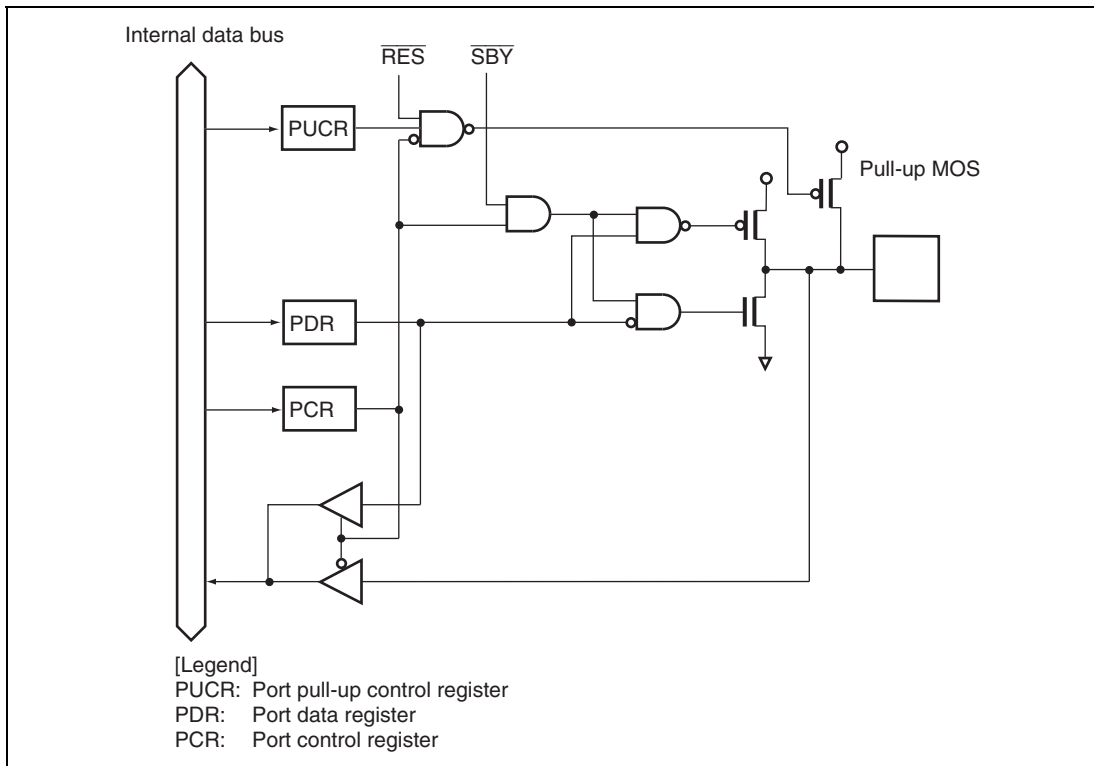 Internal data bus
RES
SBY
PUCR
Pull-up MOS
PDR
PCR
[Legend]
PUCR: Port pull-up control register
PDR: Port data register
PCR: Port control register